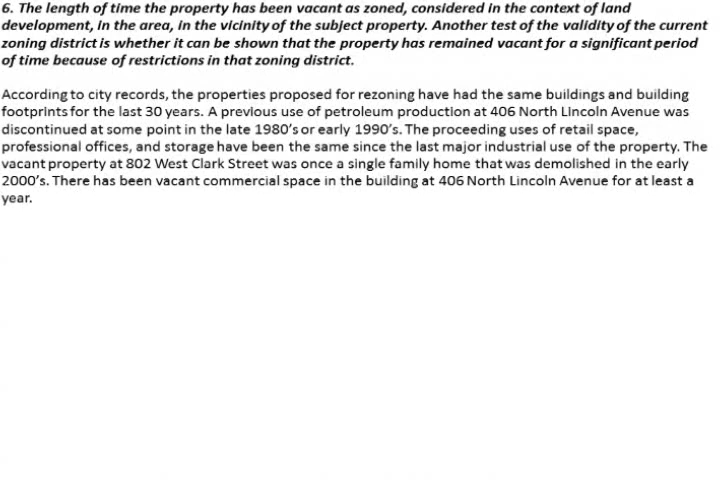 6. The length of time the property has been vacant as zoned, considered in the context of land
development, in the area, in the vicinity of the subject property. Another test of the validity of the current
zoning district is whether it can be shown that the property has remained vacant for a significant period
of time because of restrictions in that zoning district.
According to city records, the properties proposed for rezoning have had the same buildings and building
footprints for the last 30 years. A previous use of petroleum production at 406 North Lincoln Avenue was
discontinued at some point in the late 1980's or early 1990's. The proceeding uses of retail space,
professional offices, and storage have been the same since the last major industrial use of the property. The
vacant property at 802 West Clark Street was once a single family home that was demolished in the early
2000's. There has been vacant commercial space in the building at 406 North Lincoln Avenue for at least a
year.